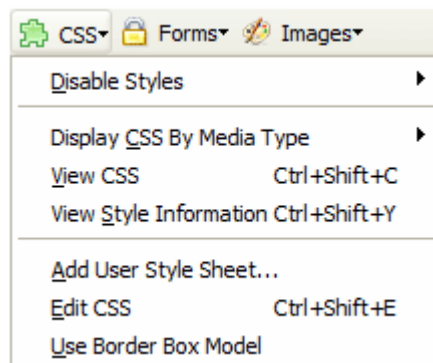 CSS Forms Images
Disable Styles
Display CSS By Media Type
View CSS Ctrl+Shift+C
View Style Information Ctrl+Shift+Y
Add User Style Sheet...
Edit CSS Ctrl+Shift+E
Use Border Box Model